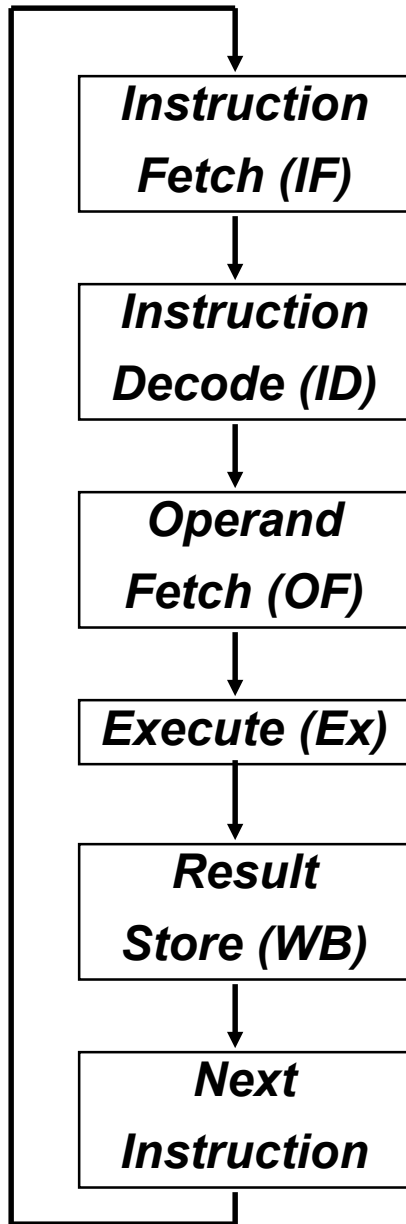 Instruction
Fetch (IF)
Instruction
Decode (ID)
Operand
Fetch (OF)
Execute (Ex)
Result
Store (WB)
Next
Instruction